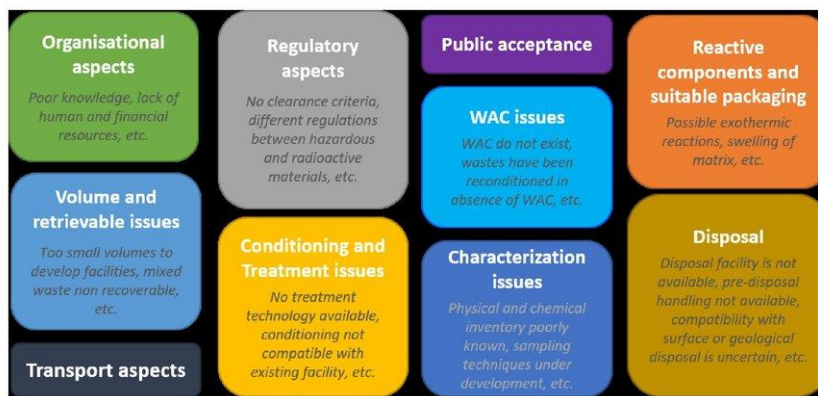 Organisational
aspects
Poor knowledge, lack of
human and financial
resources, etc.
Volume and
retrievable issues
Too small volumes to
develop facilities, mixed
waste non recoverable,
etc.
Transport aspects
Regulatory
aspects
No clearance criteria,
different regulations
between hazardous
and radioactive
materials, etc.
Conditioning and
Treatment issues
No treatment
technology available,
conditioning not
compatible with
existing facility, etc.
Public acceptance
WAC issues
WAC do not exist,
wastes have been
reconditioned in
absence of WAC, etc.
Characterization
issues
Physical and chemical
inventory poorly
known, sampling
techniques under
development, etc.
Reactive
components and
suitable packaging
Possible exothermic
reactions, swelling of
matrix, etc.
Disposal
Disposal facility is not
available, pre-disposal
handling not available,
compatibility with
surface or geological
disposal is uncertain, etc.